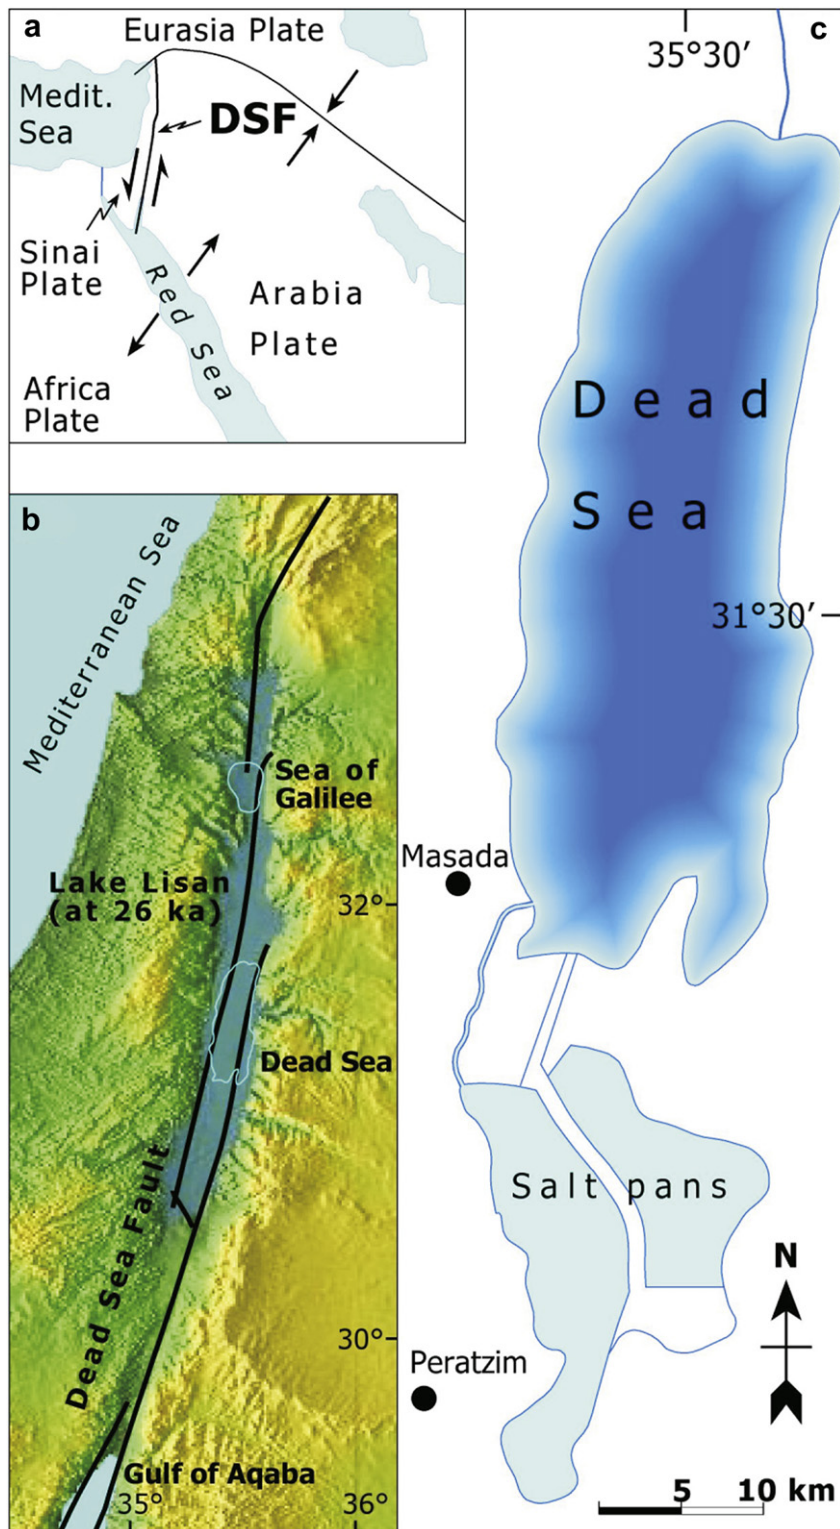 a
Eurasia Plate
Medit.
Sea
DSF
Sinai
Plate
Red Sea
Arabia
Plate
Africa
Plate
b
Mediterranean Sea
Sea of
Galilee
Lake Lisan
(at 26 ka)
32°
Dead Sea
Dead Sea Fault
30°
Gulf of Aqaba
35°
36°
c
35°30’
Dead
Sea
31°30’
Masada
Salt pans
N
Peratzim
5
10 km